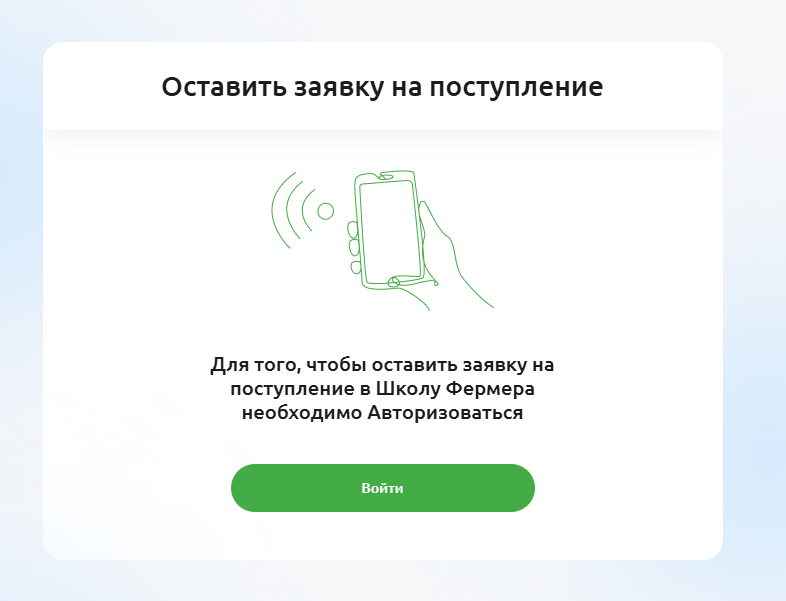 Оставить заявку на поступление
Для того, чтобы оставить заявку на
поступление в Школу Фермера
необходимо Авторизоваться
Войти